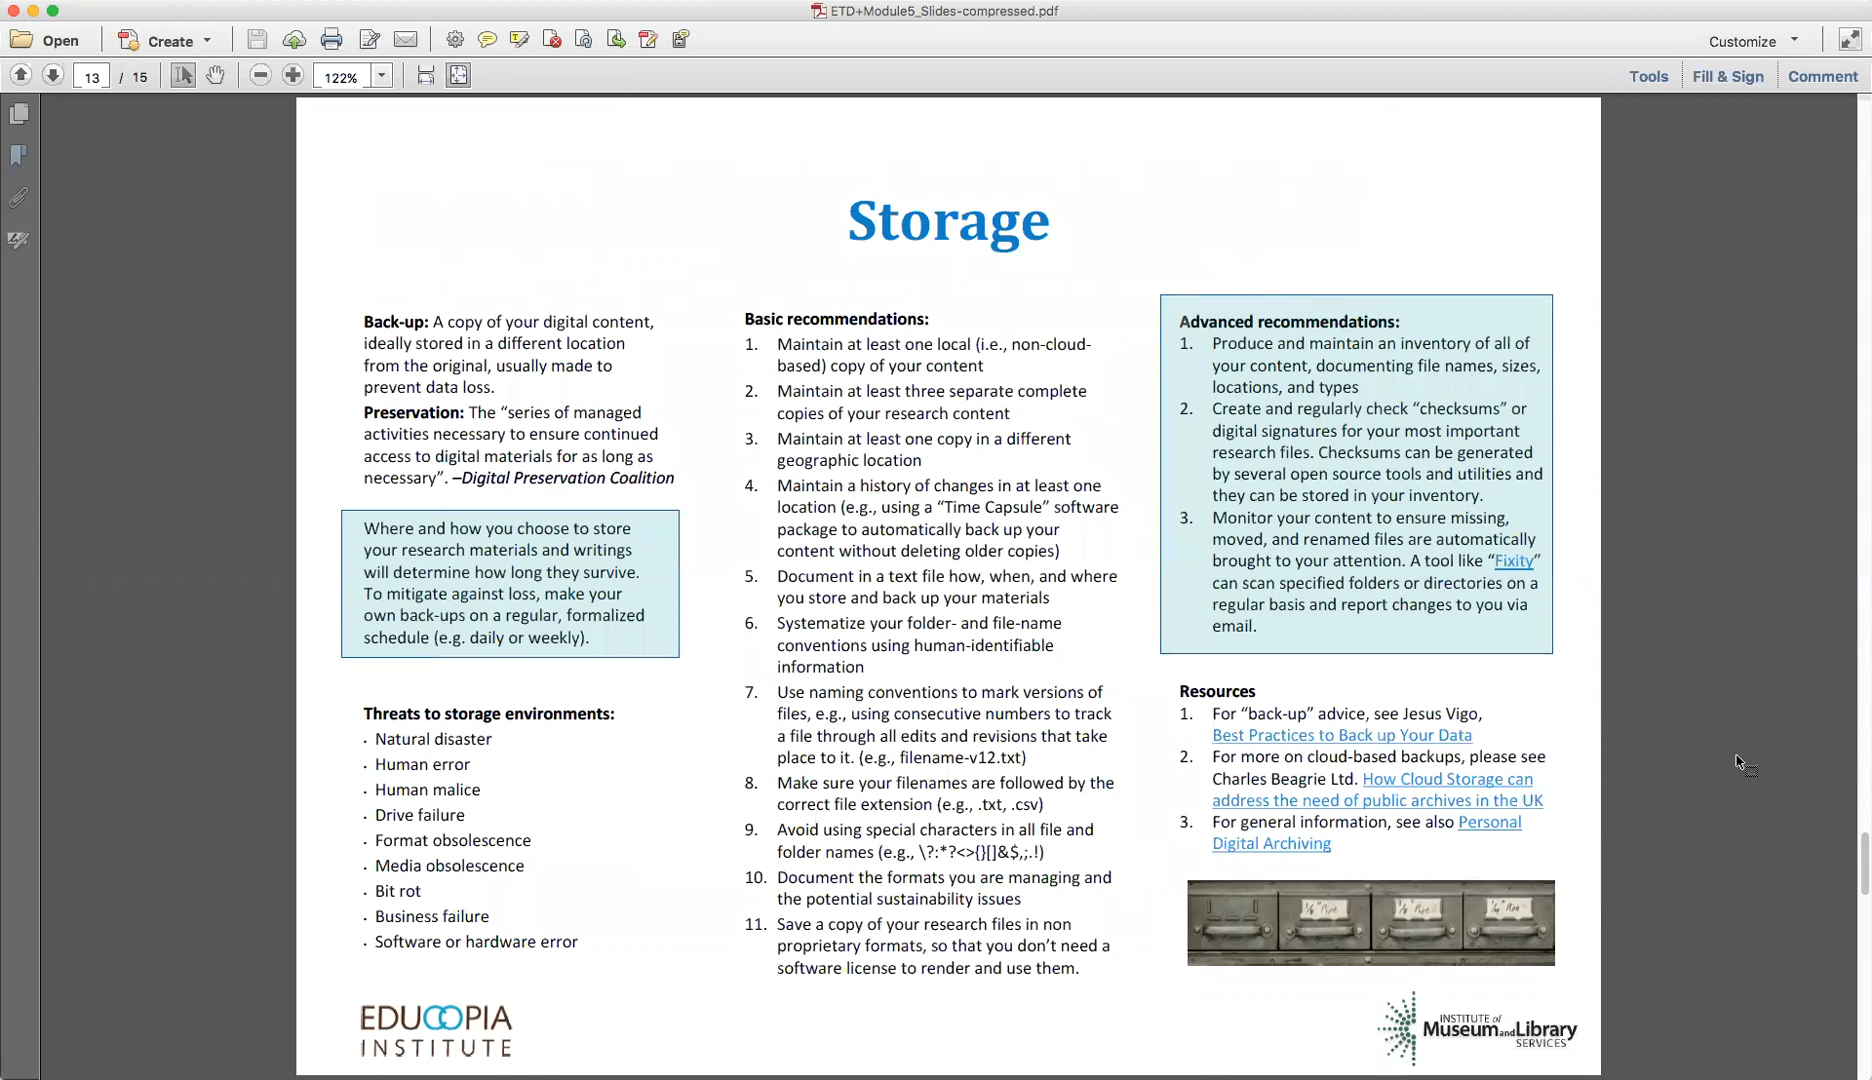 ETD+Module5_Slides-compressed.pdf
Open
Create
Customize
13 / 15
122%
Tools
Fill & Sign
Comment
Storage
Back-up: A copy of your digital content,
ideally stored in a different location
from the original, usually made to
prevent data loss.
Preservation: The “series of managed
activities necessary to ensure continued
access to digital materials for as long as
necessary”. –Digital Preservation Coalition
Where and how you choose to store
your research materials and writings
will determine how long they survive.
To mitigate against loss, make your
own back-ups on a regular, formalized
schedule (e.g. daily or weekly).
Threats to storage environments:
· Natural disaster
· Human error
· Human malice
· Drive failure
· Format obsolescence
· Media obsolescence
· Bit rot
· Business failure
· Software or hardware error
EDUCOPIA
INSTITUTE
Basic recommendations:
1. Maintain at least one local (i.e., non-cloud-
based) copy of your content
2. Maintain at least three separate complete
copies of your research content
3. Maintain at least one copy in a different
geographic location
4. Maintain a history of changes in at least one
location (e.g., using a “Time Capsule” software
package to automatically back up your
content without deleting older copies)
5. Document in a text file how, when, and where
you store and back up your materials
6. Systematize your folder- and file-name
conventions using human-identifiable
information
7. Use naming conventions to mark versions of
files, e.g., using consecutive numbers to track
a file through all edits and revisions that take
place to it. (e.g., filename-v12.txt)
8. Make sure your filenames are followed by the
correct file extension (e.g., .txt, .csv)
9. Avoid using special characters in all file and
folder names (e.g., \?:*?<>{}[]&$,;.!)
10. Document the formats you are managing and
the potential sustainability issues
11. Save a copy of your research files in non
proprietary formats, so that you don’t need a
software license to render and use them.
Advanced recommendations:
1. Produce and maintain an inventory of all of
your content, documenting file names, sizes,
locations, and types
2. Create and regularly check “checksums” or
digital signatures for your most important
research files. Checksums can be generated
by several open source tools and utilities and
they can be stored in your inventory.
3. Monitor your content to ensure missing,
moved, and renamed files are automatically
brought to your attention. A tool like “Fixity”
can scan specified folders or directories on a
regular basis and report changes to you via
email.
Resources
1. For “back-up” advice, see Jesus Vigo,
Best Practices to Back up Your Data
2. For more on cloud-based backups, please see
Charles Beagrie Ltd. How Cloud Storage can
address the need of public archives in the UK
3. For general information, see also Personal
Digital Archiving
INSTITUTE of
Museum and Library
SERVICES